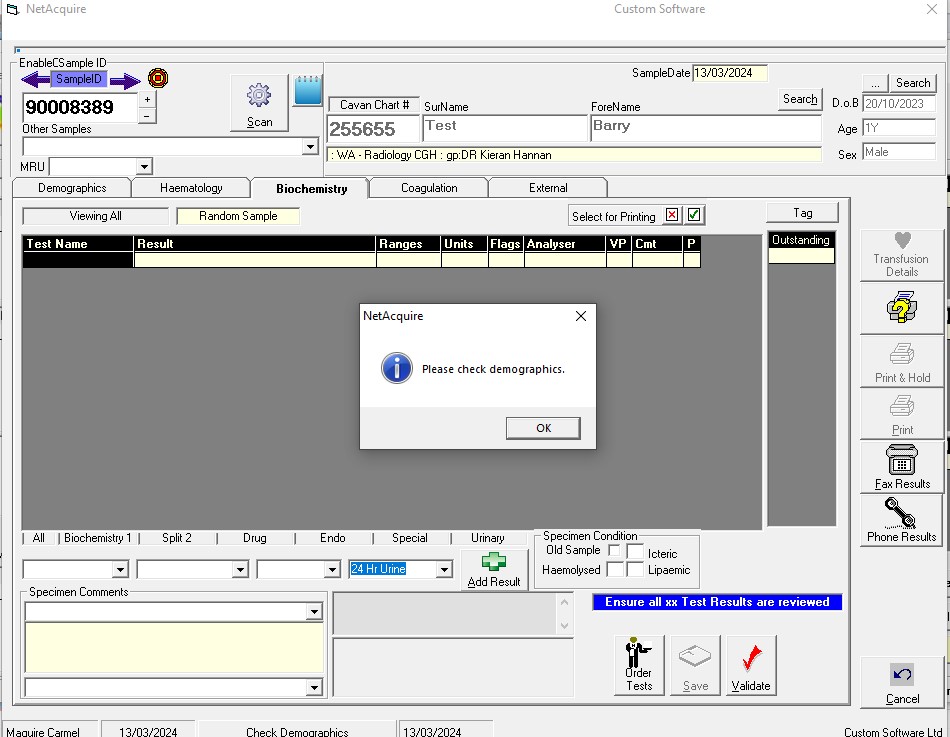 NetAcquire
Custom Software
EnableCSample ID
SampleID
90008389
+
-
Scan
Other Samples
MRU
SampleDate 13/03/2024
... Search
Cavan Chart # SurName ForeName Search
255655 Test Barry
: WA - Radiology CGH : gp:DR Kieran Hannan
D.o.B 20/10/2023
Age 1Y
Sex Male
Demographics Haematology Biochemistry Coagulation External
Viewing All Random Sample Select for Printing Tag
Test Name Result Ranges Units Flags Analyser VP Cmt P
Outstanding
NetAcquire
Please check demographics.
OK
Transfusion
Details
Print & Hold
Print
Fax Results
Phone Results
| All | Biochemistry 1 | Split 2 | Drug | Endo | Special | Urinary
24 Hr Urine
Add Result
Specimen Condition
Old Sample Icteric
Haemolysed Lipaemic
Specimen Comments
Ensure all xx Test Results are reviewed
Order
Tests
Save
Validate
Cancel
Maguire Carmel 13/03/2024 Check Demographics 13/03/2024 Custom Software Ltd